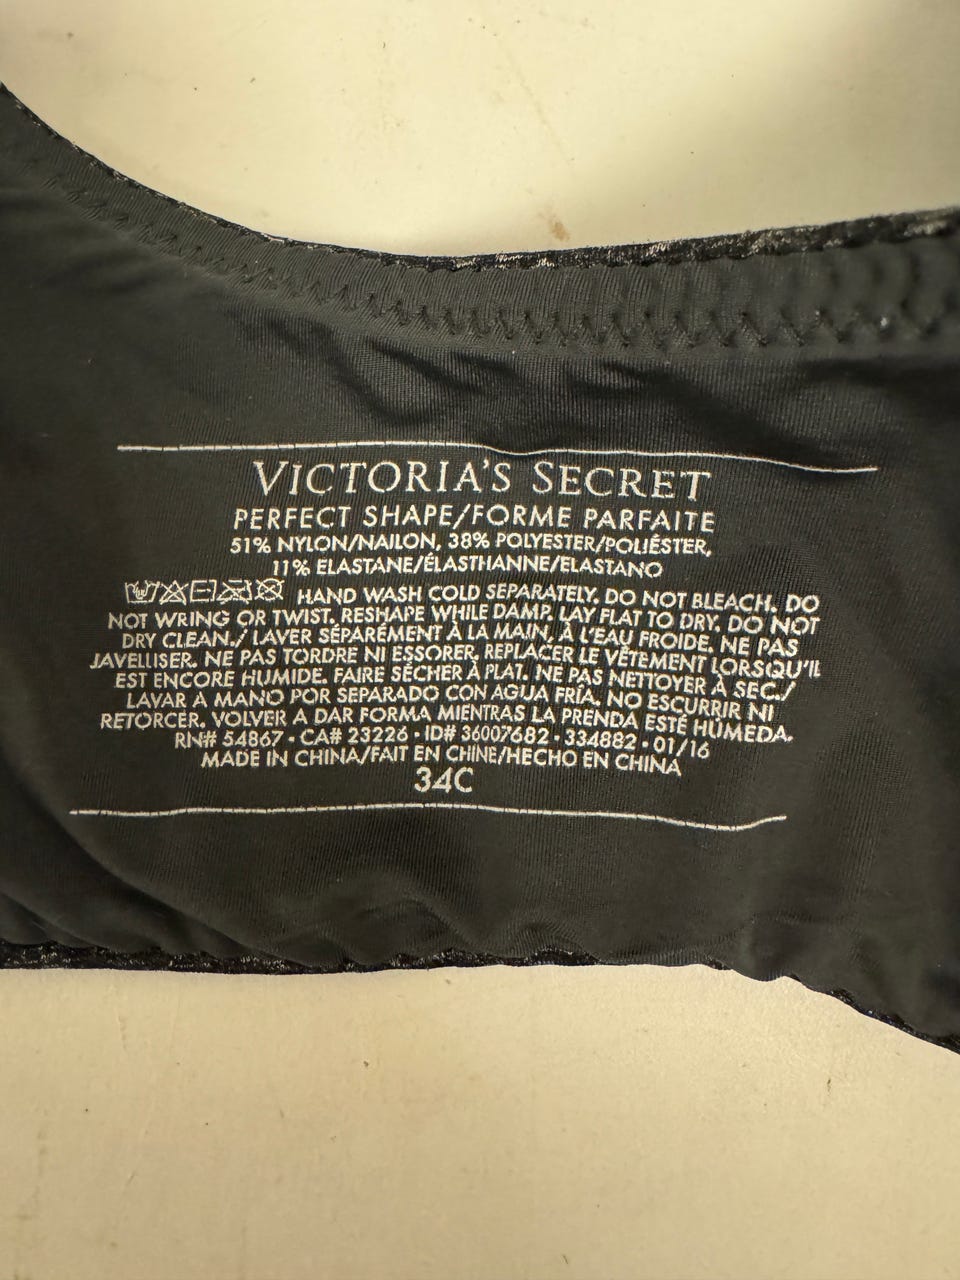 VICTORIA'S SECRET
PERFECT SHAPE/FORME PARFAITE
51% NYLON/NAILON, 38% POLYESTER/POLIÉSTER,
11% ELASTANE/ÉLASTHANNE/ELASTANO
HAND WASH COLD SEPARATELY. DO NOT BLEACH. DO
NOT WRING OR TWIST. RESHAPE WHILE DAMP. LAY FLAT TO DRY. DO NOT
DRY CLEAN./ LAVER SÉPARÉMENT À LA MAIN, À L'EAU FROIDE. NE PAS
JAVELLISER. NE PAS TORDRE NI ESSORER. REPLACER LE VÊTEMENT LORSQU'IL
EST ENCORE HUMIDE. FAIRE SÉCHER À PLAT. NE PAS NETTOYER À SEC./
LAVAR A MANO POR SEPARADO CON AGUA FRÍA. NO ESCURRIR NI
RETORCER. VOLVER A DAR FORMA MIENTRAS LA PRENDA ESTÉ HÚMEDA.
RN# 54867 · CA# 23226 · ID# 36007682 · 334882 · 01/16
MADE IN CHINA/FAIT EN CHINE/HECHO EN CHINA
34C